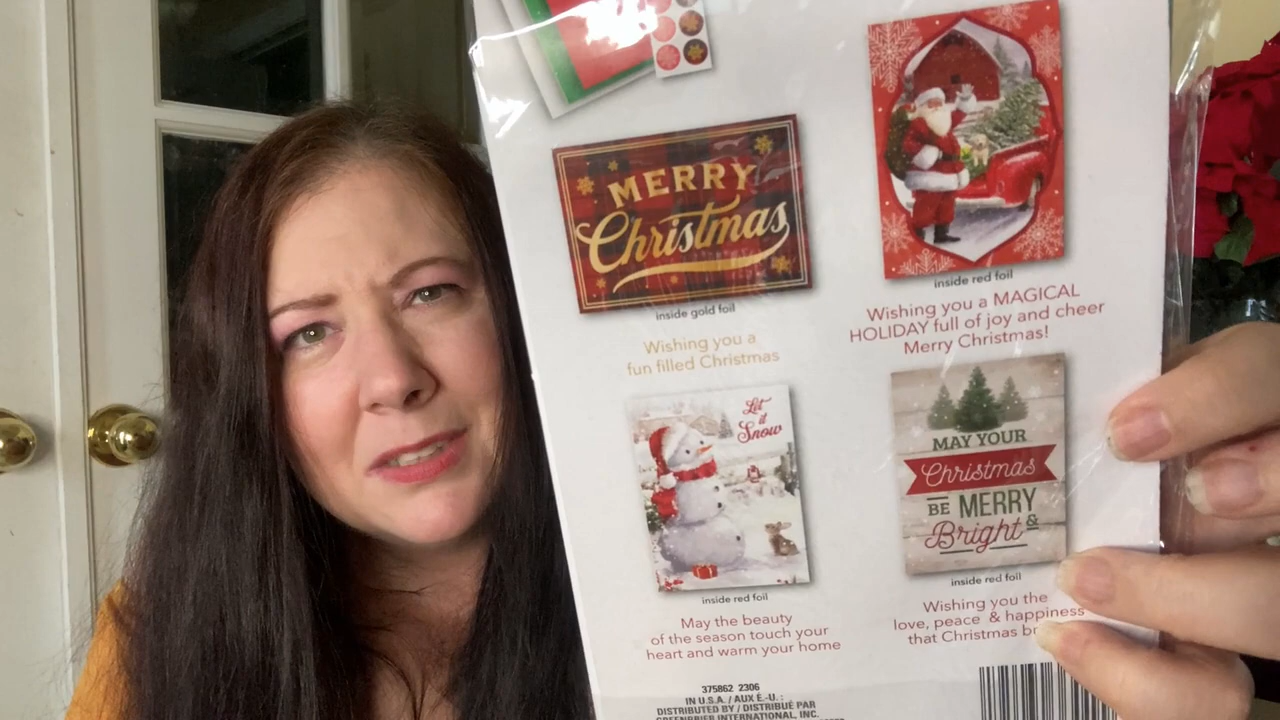 MERRY
Christmas
inside gold foil
Wishing you a
fun filled Christmas
inside red foil
Wishing you a MAGICAL
HOLIDAY full of joy and cheer
Merry Christmas!
Let
it
Snow
inside red foil
May the beauty
of the season touch your
heart and warm your home
MAY YOUR
Christmas
BE MERRY
&
Bright
inside red foil
Wishing you the
love, peace & happiness
that Christmas
375862 2306
IN U.S.A. / AUX É.-U. :
DISTRIBUTED BY / DISTRIBUÉ PAR
GREENBRIER INTERNATIONAL, INC.